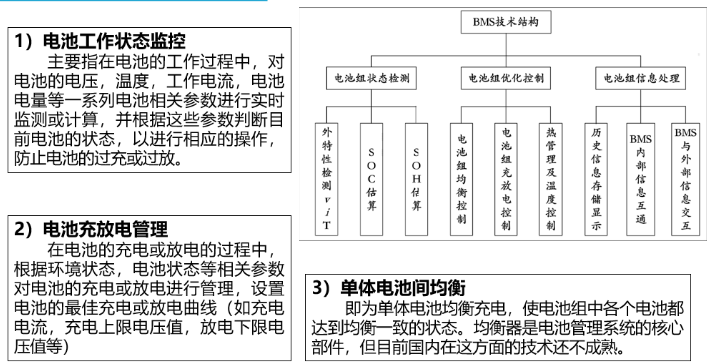 1）电池工作状态监控
主要指在电池的工作过程中，对
电池的电压，温度，工作电流，电池
电量等一系列电池相关参数进行实时
监测或计算，并根据这些参数判断目
前电池的状态，以进行相应的操作，
防止电池的过充或过放。
2）电池充放电管理
在电池的充电或放电的过程中，
根据环境状态，电池状态等相关参数
对电池的充电或放电进行管理，设置
电池的最佳充电或放电曲线（如充电
电流，充电上限电压值，放电下限电
压值等）
BMS技术结构
电池组状态检测
电池组优化控制
电池组信息处理
外特性检测viT
SOC估算
SOH估算
电池组均衡控制
电池组充放电控制
热管理及温度控制
历史信息存储显示
BMS内部信息互通
BMS与外部信息交互
3）单体电池间均衡
即为单体电池均衡充电，使电池组中各个电池都
达到均衡一致的状态。均衡器是电池管理系统的核心
部件，但目前国内在这方面的技术还不成熟。